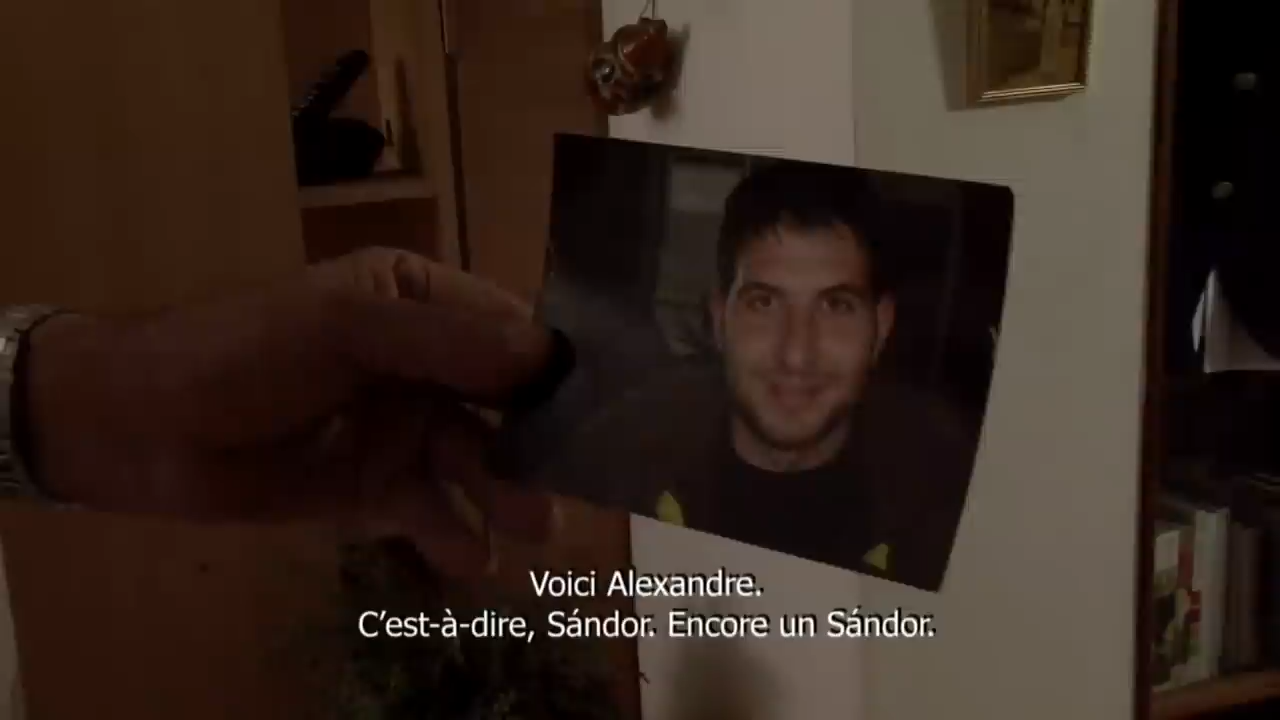 Voici Alexandre.
C'est-à-dire, Sándor. Encore un Sándor.